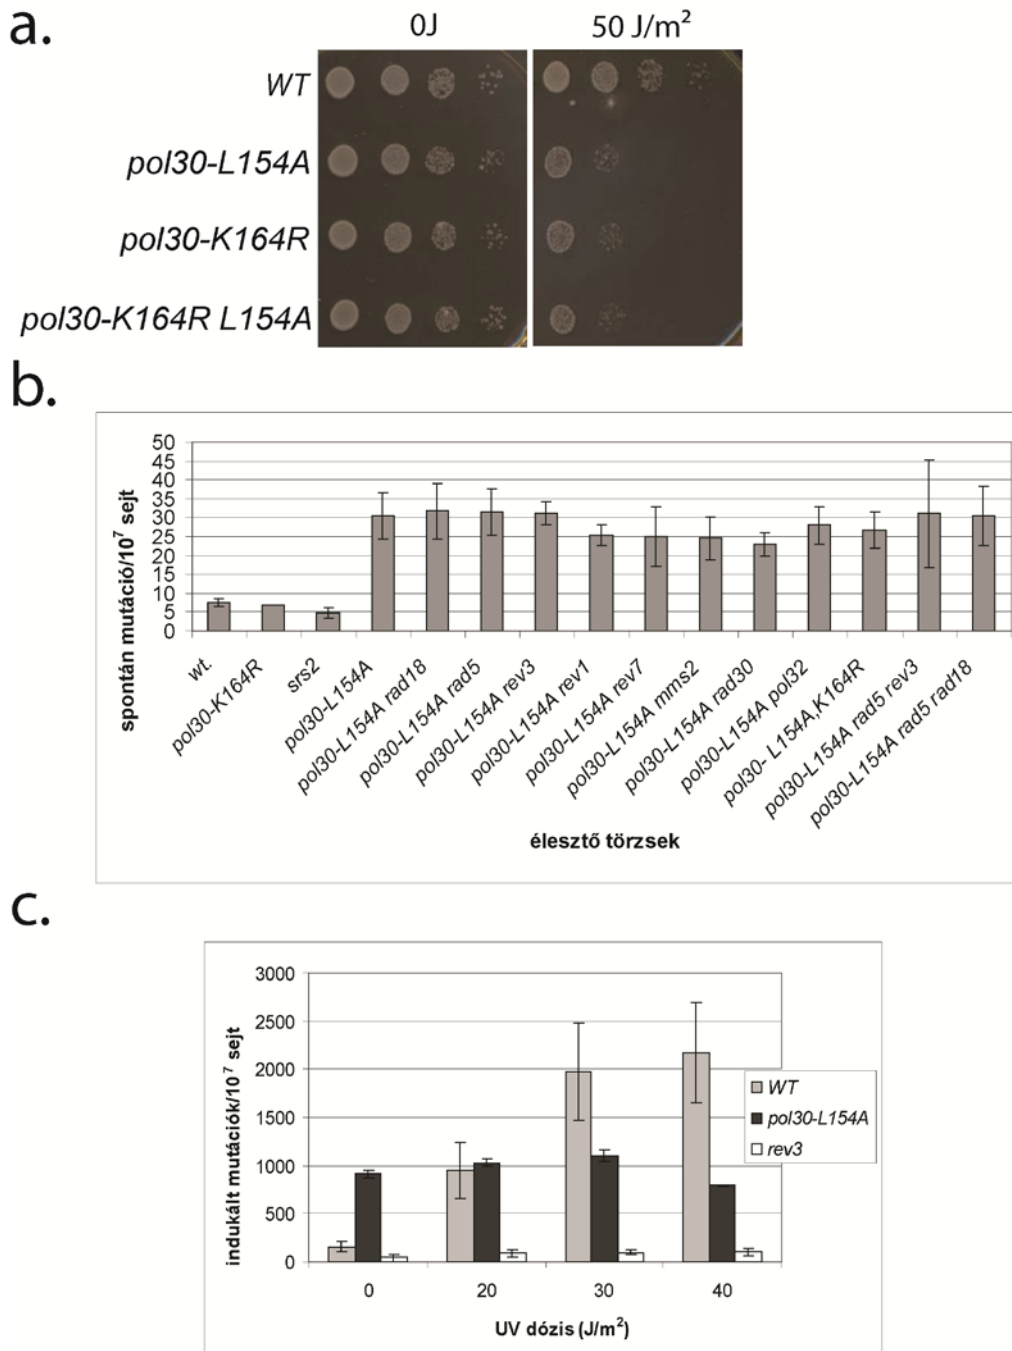 a.
0J
50 J/m²
WT
pol30-L154A
pol30-K164R
pol30-K164R L154A
b.
spontán mutáció/10⁷ sejt
50
45
40
35
30
25
20
15
10
5
0
wt.
pol30-K164R
srs2
pol30-L154A
pol30-L154A rad18
pol30-L154A rad5
pol30-L154A rev3
pol30-L154A rev1
pol30-L154A rev7
pol30-L154A mms2
pol30-L154A rad30
pol30-L154A pol32
pol30- L154A,K164R
pol30-L154A rad5 rev3
pol30-L154A rad5 rad18
élesztő törzsek
c.
indukált mutációk/10⁷ sejt
3000
2500
2000
1500
1000
500
0
WT
pol30-L154A
rev3
0 20 30 40
UV dózis (J/m²)